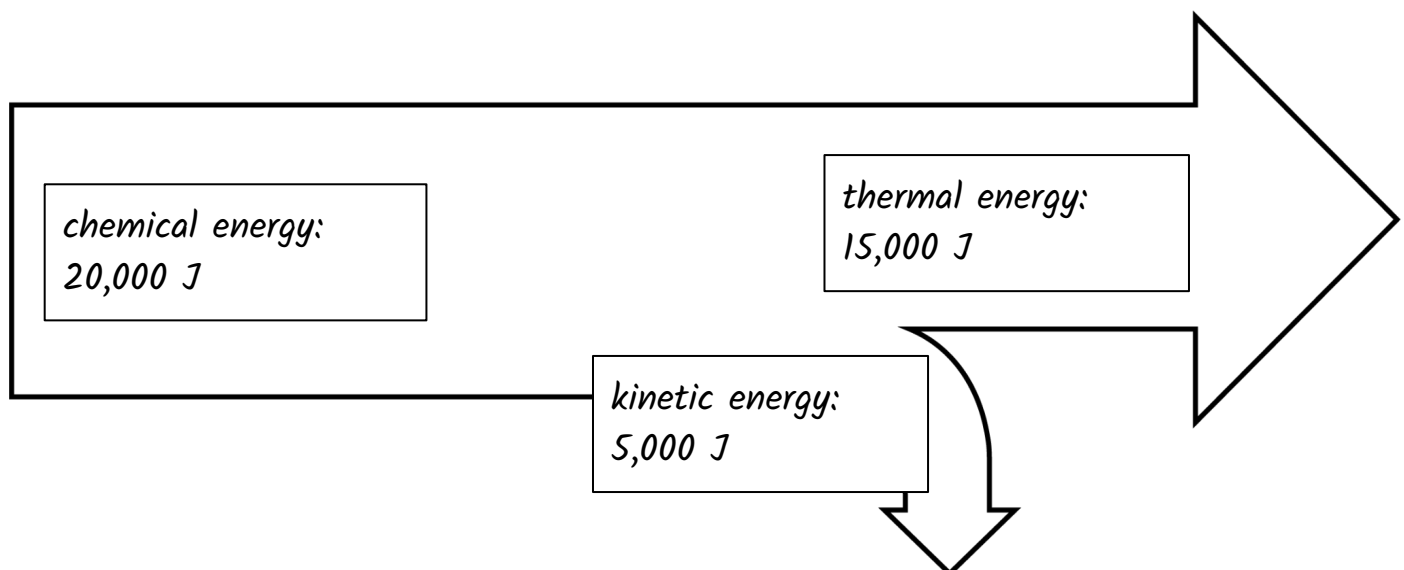 chemical energy:
20,000 J
thermal energy:
15,000 J
kinetic energy:
5,000 J